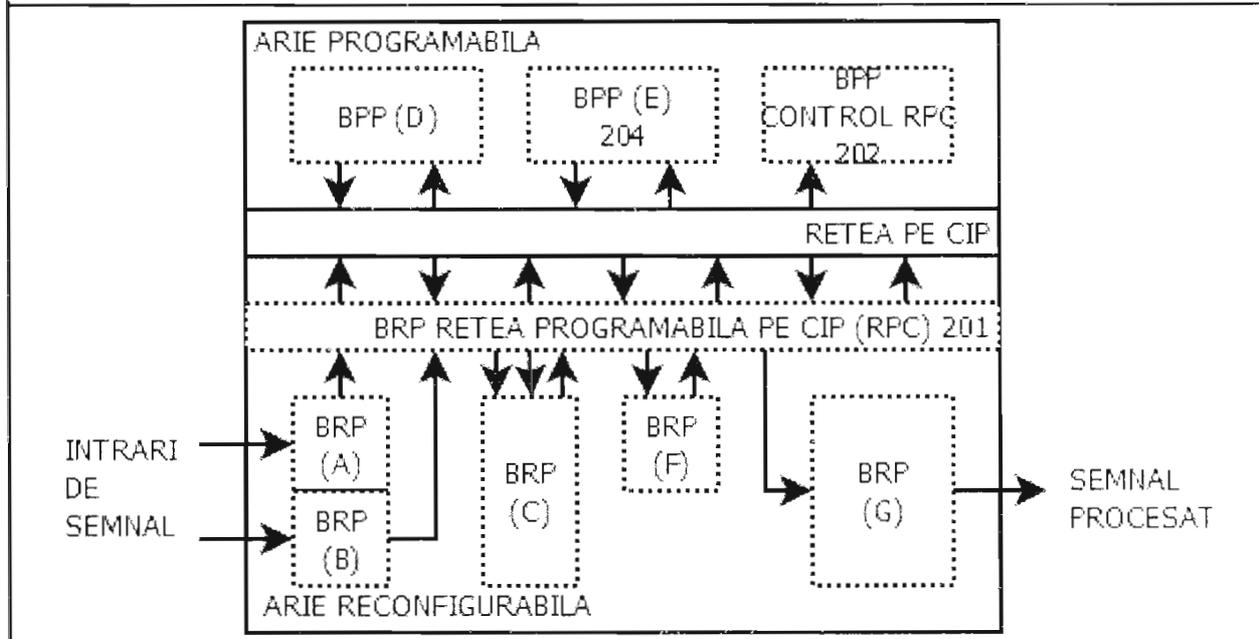 ARIE PROGRAMABILA
BPP (D)
BPP (E)
204
BPP
CONTROL RPC
202
RETEA PE CIP
BRP RETEA PROGRAMABILA PE CIP (RPC) 201
INTRARI
DE
SEMNAL
BRP
(A)
BRP
(B)
BRP
(C)
BRP
(F)
BRP
(G)
SEMNAL
PROCESAT
ARIE RECONFIGURABILA